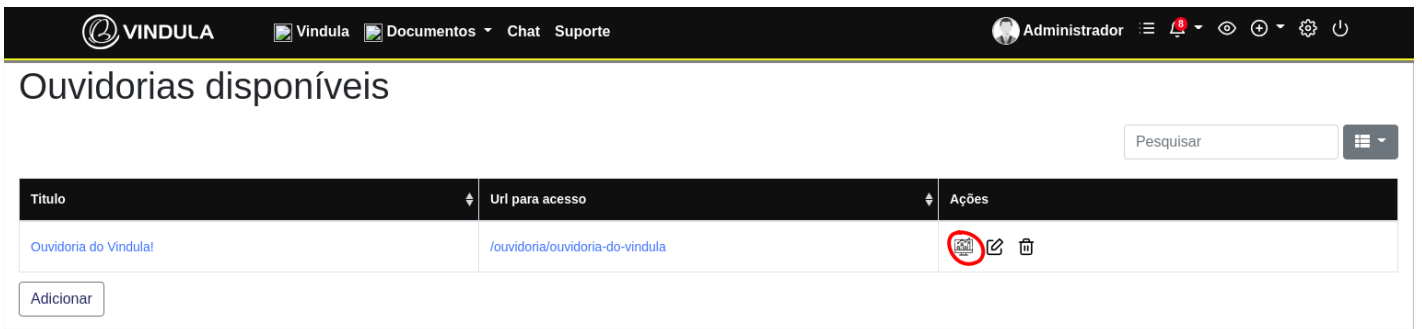 VINDULA Vindula Documentos Chat Suporte Administrador 8
Ouvidorias disponíveis
Pesquisar
Titulo Url para acesso Ações
Ouvidoria do Vindula! /ouvidoria/ouvidoria-do-vindula
Adicionar